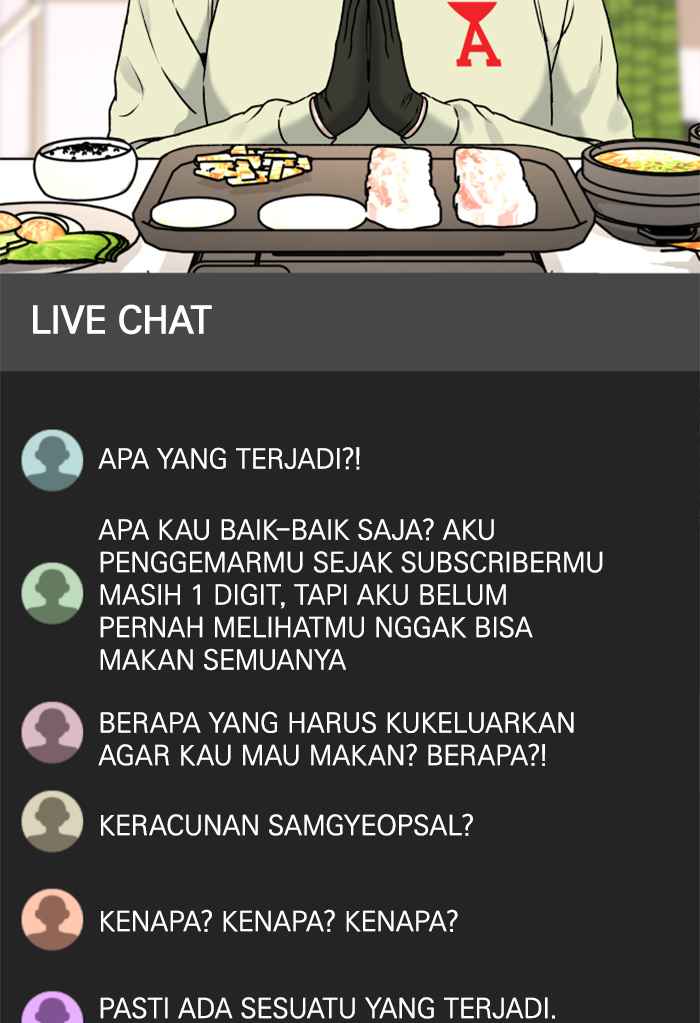 LIVE CHAT
APA YANG TERJADI?!
APA KAU BAIK-BAIK SAJA? AKU
PENGGEMARMU SEJAK SUBSCRIBERMU
MASIH 1 DIGIT, TAPI AKU BELUM
PERNAH MELIHATMU NGGAK BISA
MAKAN SEMUANYA
BERAPA YANG HARUS KUKELUARKAN
AGAR KAU MAU MAKAN? BERAPA?!
KERACUNAN SAMGYEOPSAL?
KENAPA? KENAPA? KENAPA?
PASTI ADA SESUATU YANG TERJADI.